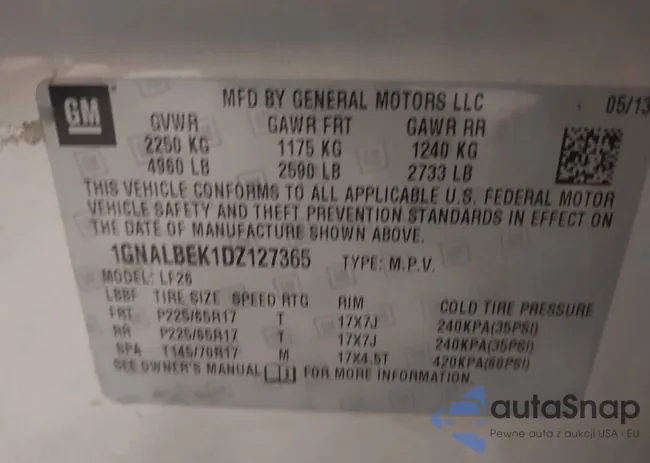 GM
MFD BY GENERAL MOTORS LLC 05/13
GVWR GAWR FRT GAWR RR
2250 KG 1175 KG 1240 KG
4960 LB 2590 LB 2733 LB
THIS VEHICLE CONFORMS TO ALL APPLICABLE U.S. FEDERAL MOTOR
VEHICLE SAFETY AND THEFT PREVENTION STANDARDS IN EFFECT ON
THE DATE OF MANUFACTURE SHOWN ABOVE.
1GNALBEK1DZ127365 TYPE: M.P.V.
MODEL: LF26
LBBF TIRE SIZE SPEED RTG RIM COLD TIRE PRESSURE
FRT P225/65R17 T 17X7J 240KPA(35PSI)
RR P225/65R17 T 17X7J 240KPA(35PSI)
SPA T145/70R17 M 17X4.5T 420KPA(60PSI)
SEE OWNER'S MANUAL FOR MORE INFORMATION.
autaSnap
Pewne auta z aukcji USA - EU